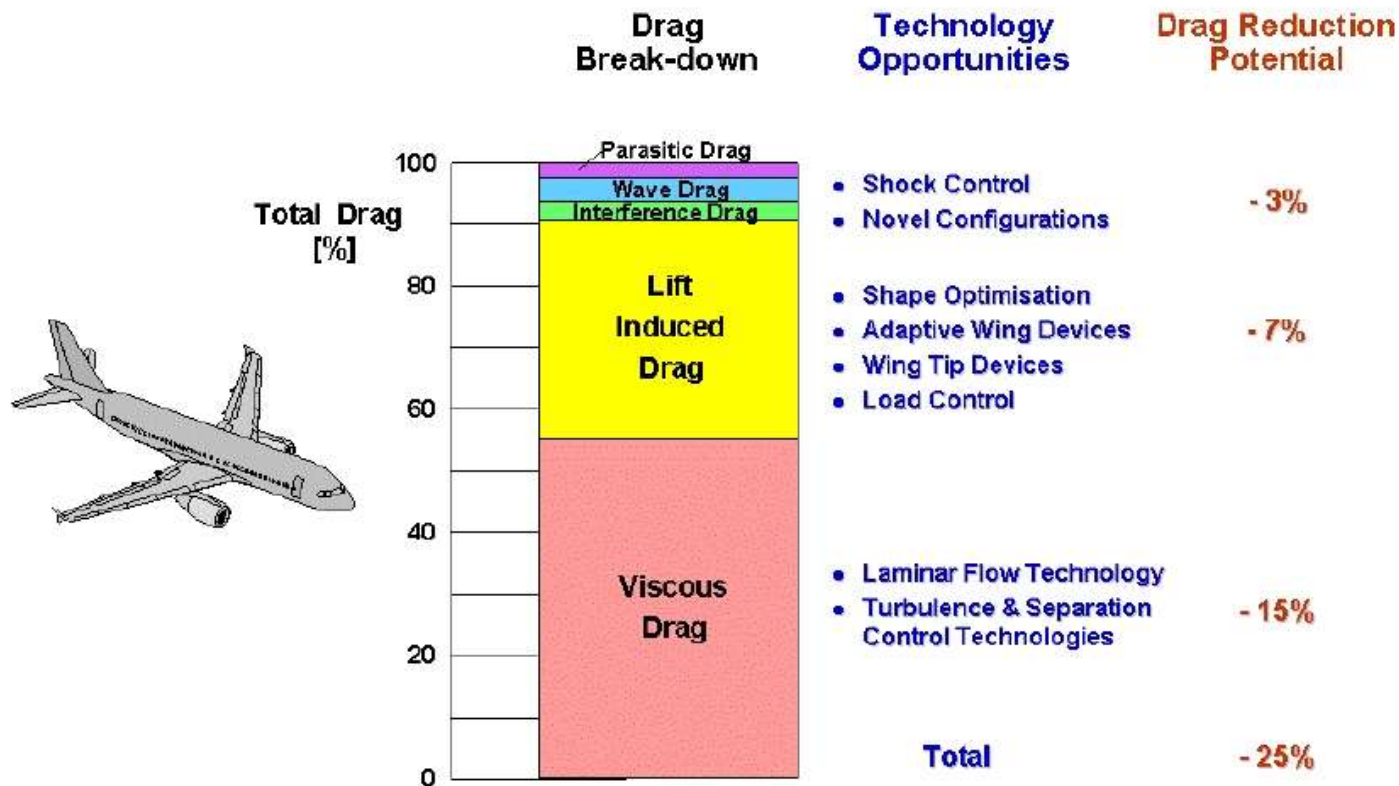 Drag
Break-down
Technology
Opportunities
Drag Reduction
Potential
Total Drag
[%]
100
80
60
40
20
0
Parasitic Drag
Wave Drag
Interference Drag
Lift
Induced
Drag
Viscous
Drag
• Shock Control
• Novel Configurations
- 3%
• Shape Optimisation
• Adaptive Wing Devices
• Wing Tip Devices
• Load Control
- 7%
• Laminar Flow Technology
• Turbulence & Separation
Control Technologies
- 15%
Total
- 25%